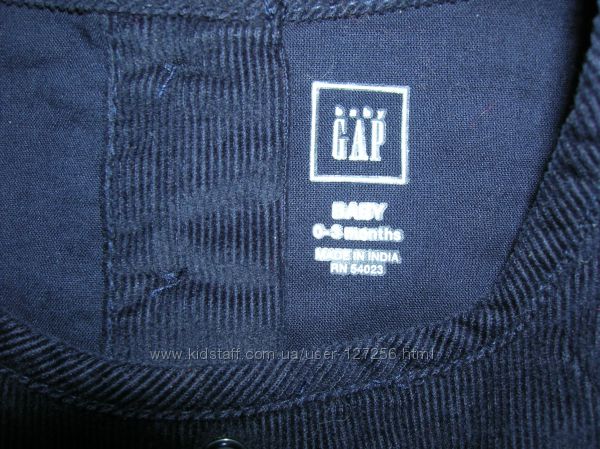 baby
GAP
BABY
0-3 months
MADE IN INDIA
RN 54023
www.kidstaff.com.ua/user-127256.html